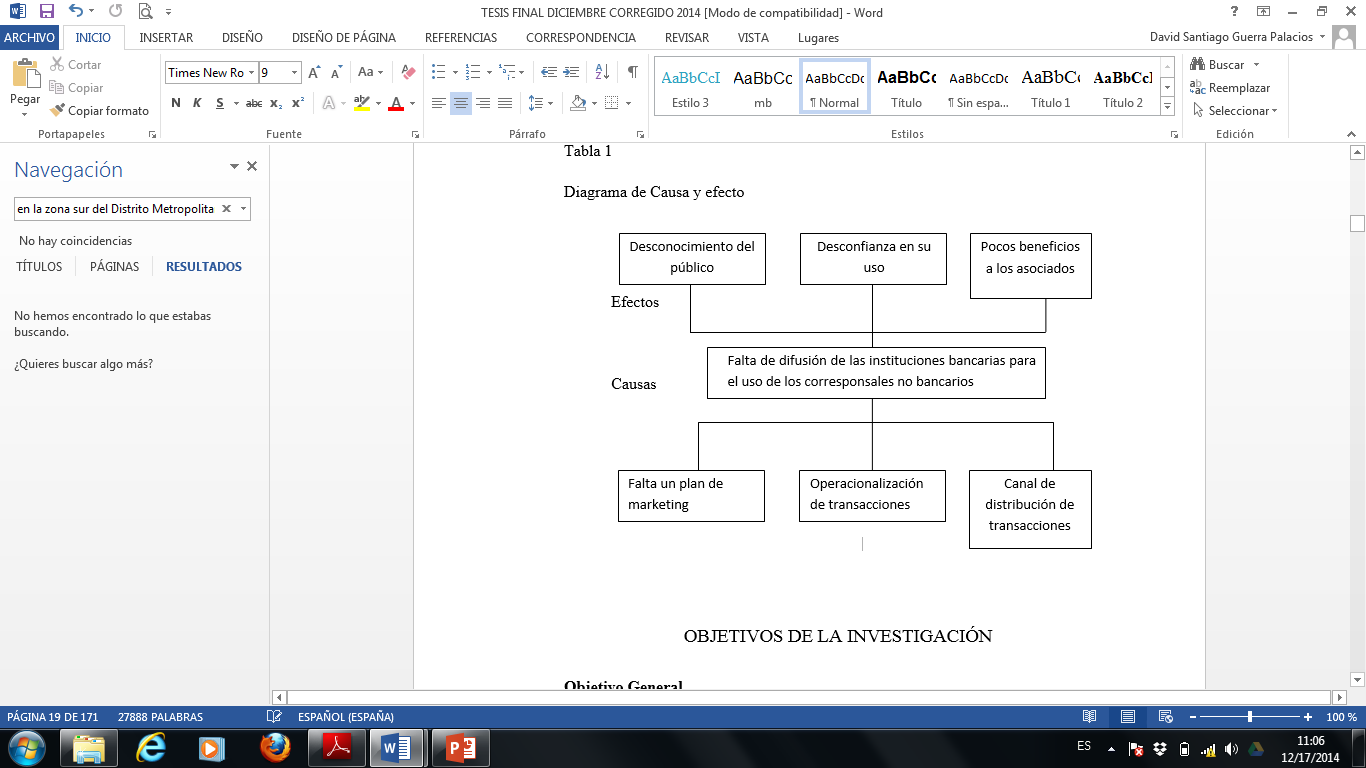 TESIS FINAL DICIEMBRE CORREGIDO 2014 [Modo de compatibilidad] - Word
ARCHIVO INICIO INSERTAR DISEÑO DISEÑO DE PÁGINA REFERENCIAS CORRESPONDENCIA REVISAR VISTA Lugares David Santiago Guerra Palacios
Pegar
Cortar
Copiar
Copiar formato
Portapapeles
Times New Ro 9
N K S abc x₂ x²
Fuente
Párrafo
AaBbCcI AaBbCc AaBbCcDc AaBbCc AaBbCcDc AaBbC AaBbCcI
Estilo 3 mb ¶ Normal Título ¶ Sin espa... Título 1 Título 2
Estilos
Buscar
Reemplazar
Seleccionar
Edición
Navegación
en la zona sur del Distrito Metropolita
No hay coincidencias
TÍTULOS PÁGINAS RESULTADOS
No hemos encontrado lo que estabas
buscando.
¿Quieres buscar algo más?
Tabla 1
Diagrama de Causa y efecto
Desconocimiento del
público
Desconfianza en su
uso
Pocos beneficios
a los asociados
Efectos
Falta de difusión de las instituciones bancarias para
el uso de los corresponsales no bancarios
Causas
Falta un plan de
marketing
Operacionalización
de transacciones
Canal de
distribución de
transacciones
OBJETIVOS DE LA INVESTIGACIÓN
Objetivo General
PÁGINA 19 DE 171 27888 PALABRAS ESPAÑOL (ESPAÑA) 100 %
ES
11:06
12/17/2014